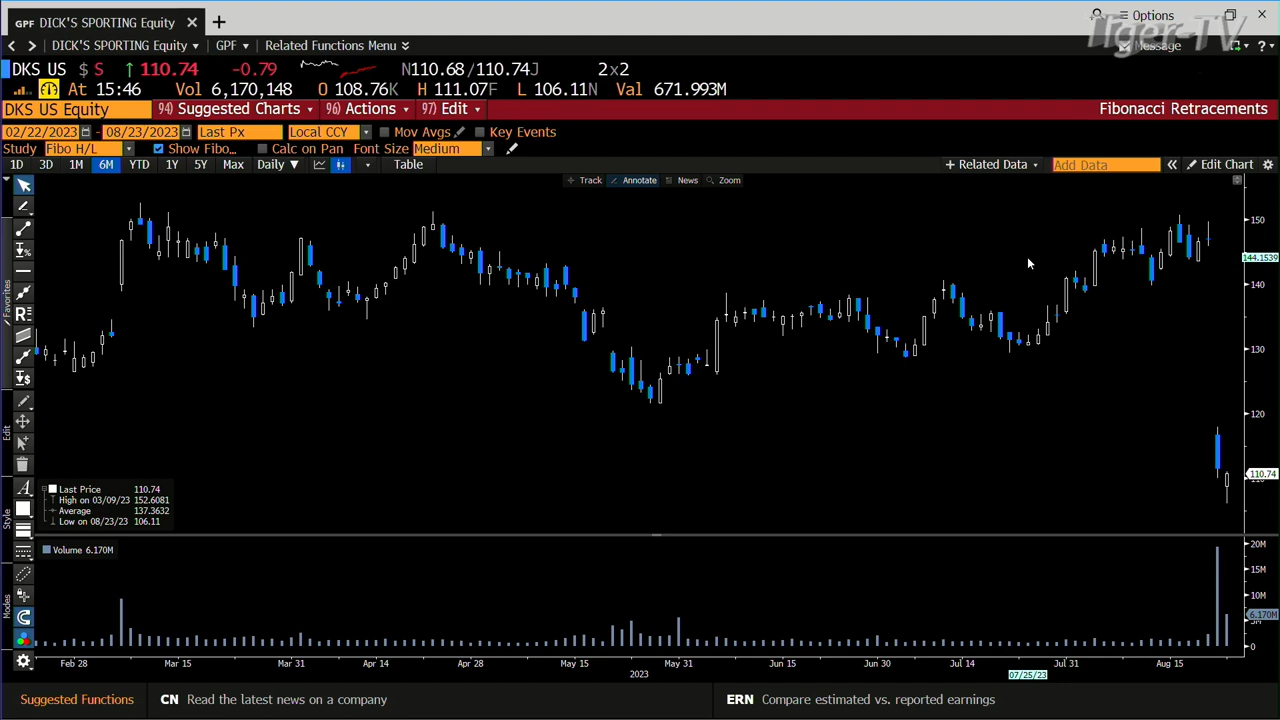 GPF DICK'S SPORTING Equity
Options
Tiger-TV
DICK'S SPORTING Equity GPF Related Functions Menu
Message
DKS US $ S 110.74 -0.79 N110.68/110.74J 2x2
At 15:46 Vol 6,170,148 O 108.76K H 111.07F L 106.11N Val 671.993M
DKS US Equity 94) Suggested Charts 96) Actions 97) Edit Fibonacci Retracements
02/22/2023 - 08/23/2023 Last Px Local CCY Mov Avgs Key Events
Study Fibo H/L Show Fibo... Calc on Pan Font Size Medium
1D 3D 1M 6M YTD 1Y 5Y Max Daily ▼ Table + Related Data Add Data « Edit Chart
Track Annotate News Zoom
150
144.1539
140
130
120
110.74
Favorites
Edit
Style
Modes
Last Price 110.74
High on 03/09/23 152.6081
Average 137.3632
Low on 08/23/23 106.11
Volume 6.170M
20M
15M
10M
6.170M
0
Feb 28 Mar 15 Mar 31 Apr 14 Apr 28 May 15 May 31 Jun 15 Jun 30 Jul 14 Jul 31 Aug 15
2023 07/25/23
Suggested Functions CN Read the latest news on a company ERN Compare estimated vs. reported earnings